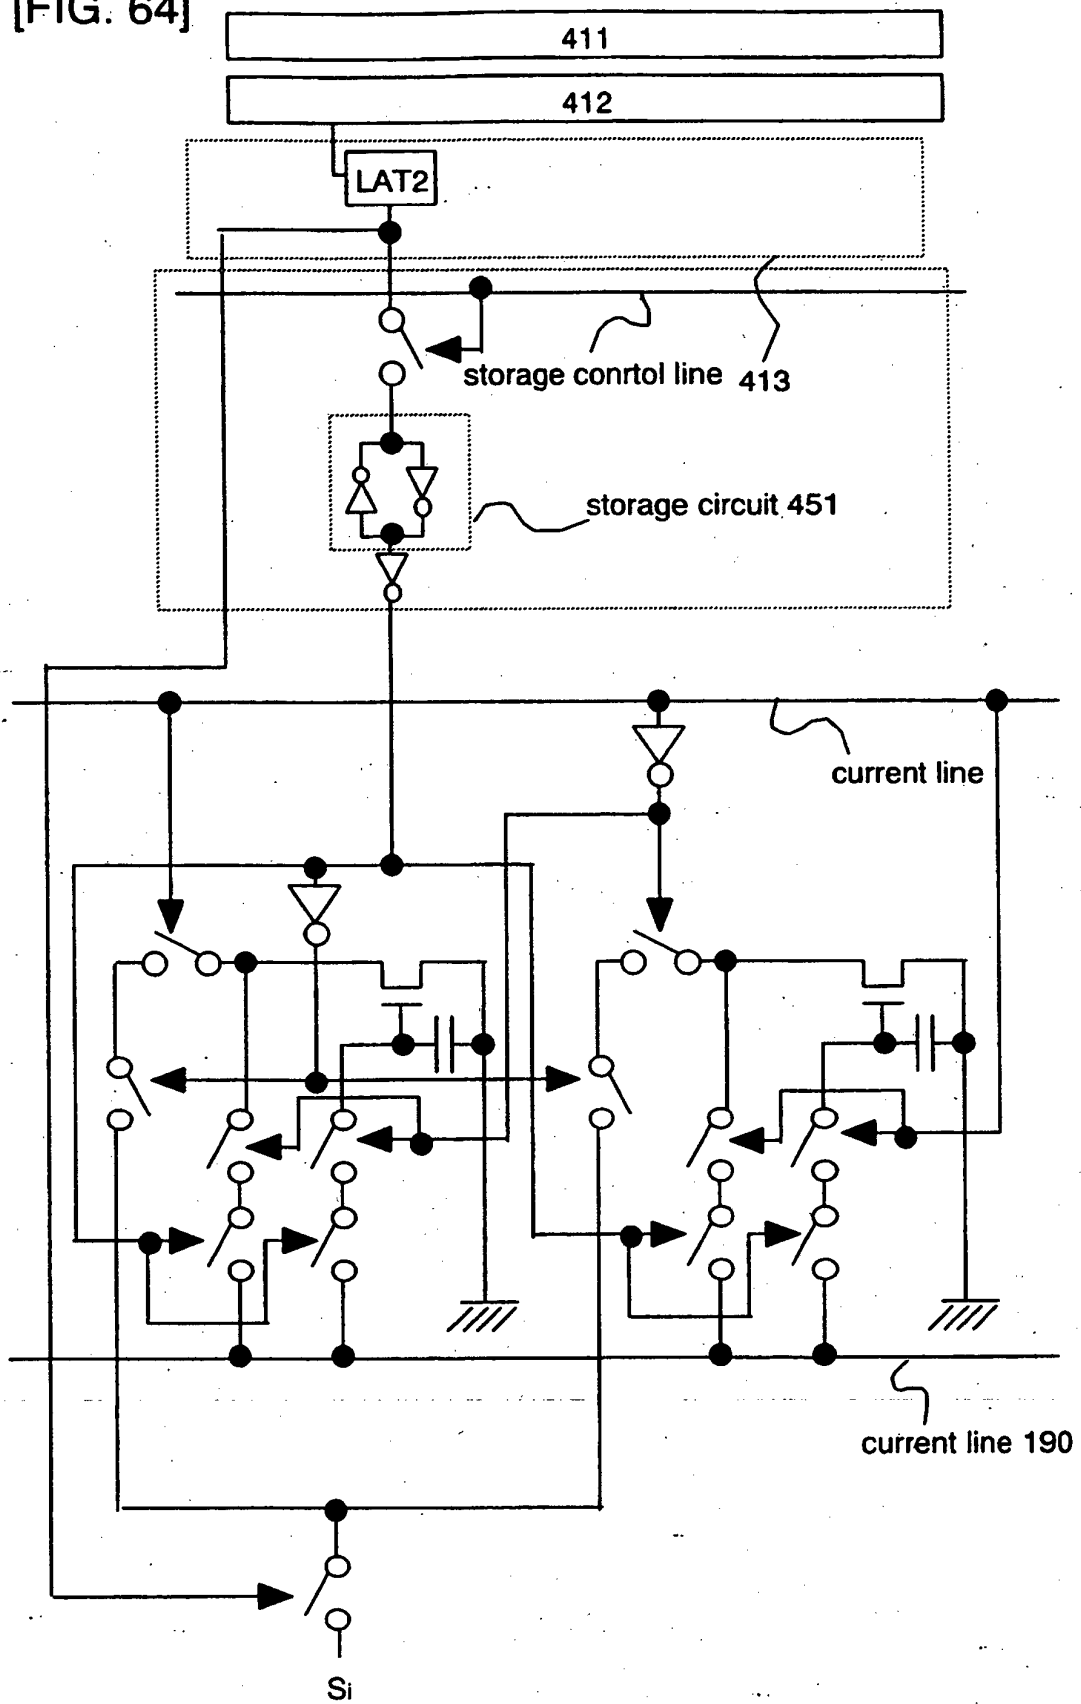 [FIG. 64]
411
412
LAT2
storage conrtol line 413
storage circuit 451
current line
current line 190
Si